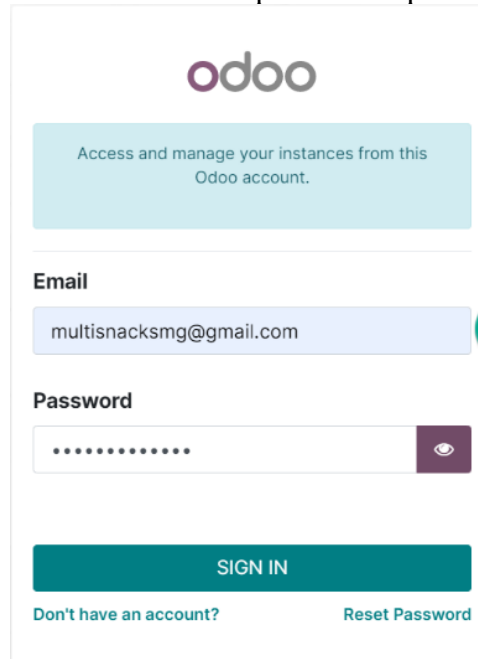 odoo
Access and manage your instances from this
Odoo account.
Email
multisnacksmg@gmail.com
Password
•••••••••••••
SIGN IN
Don't have an account? Reset Password